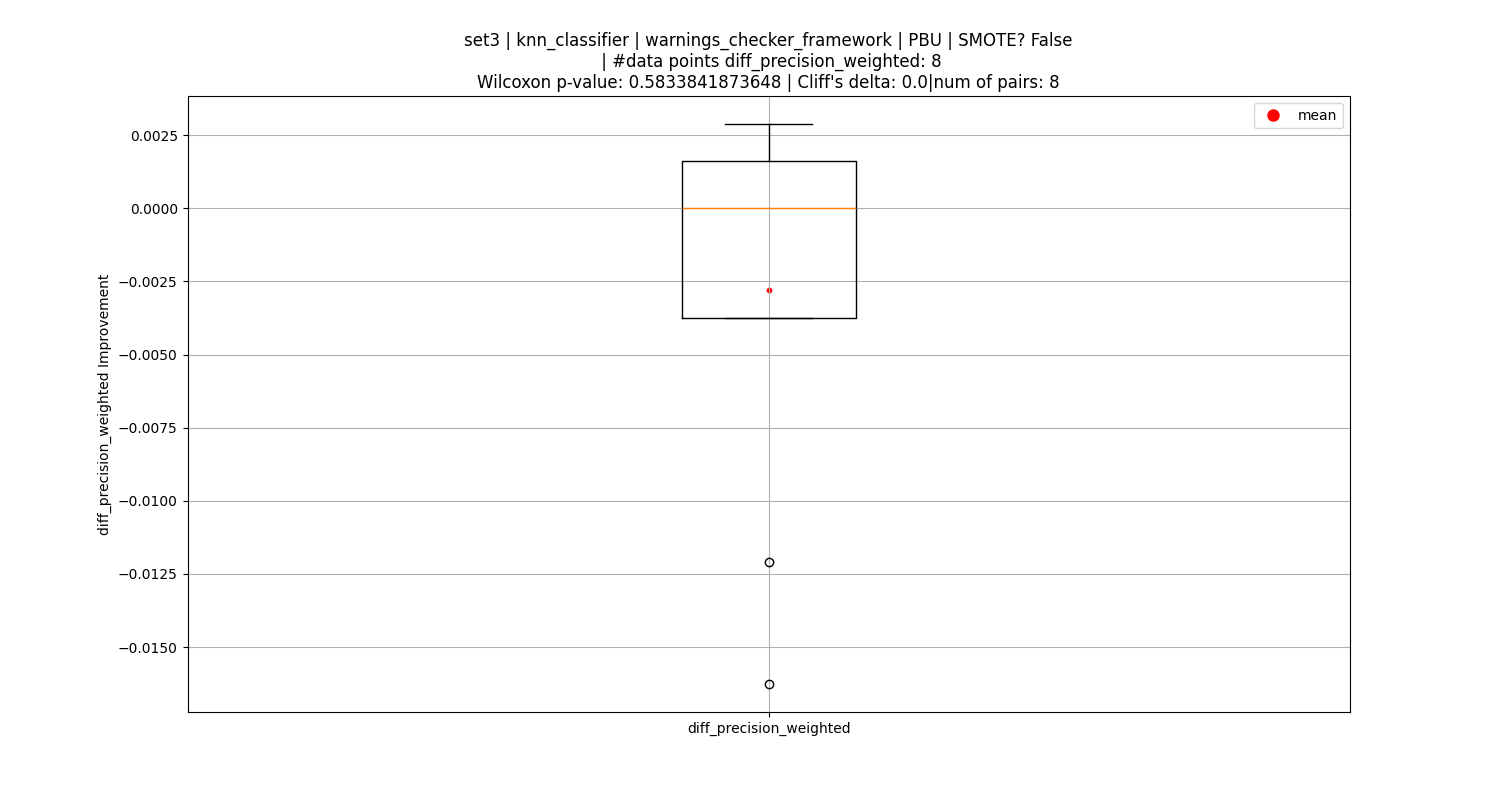 set3 | knn_classifier | warnings_checker_framework | PBU | SMOTE? False
| #data points diff_precision_weighted: 8
Wilcoxon p-value: 0.5833841873648 | Cliff's delta: 0.0|num of pairs: 8
mean
0.0025
0.0000
−0.0025
−0.0050
−0.0075
−0.0100
−0.0125
−0.0150
diff_precision_weighted Improvement
diff_precision_weighted